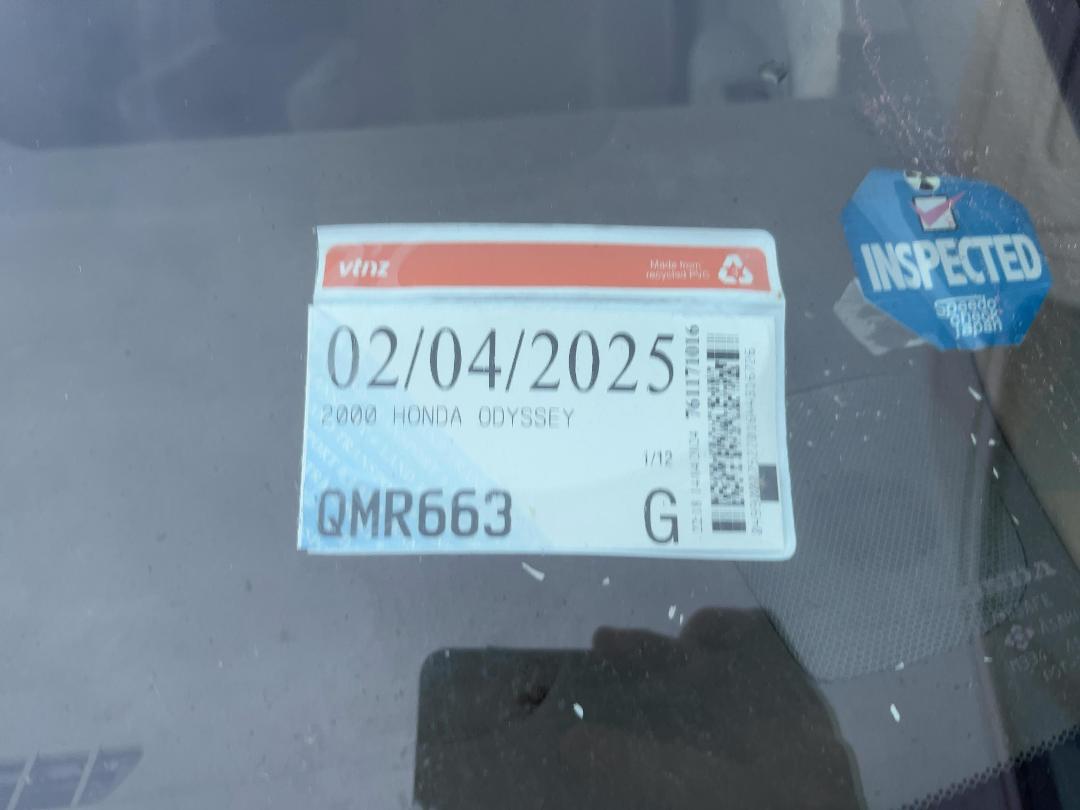 vtnz
Made from
recycled PVC
02/04/2025
2000 HONDA ODYSSEY
1/12
QMR663
G
761171016
INSPECTED
Speedo
check
Japan